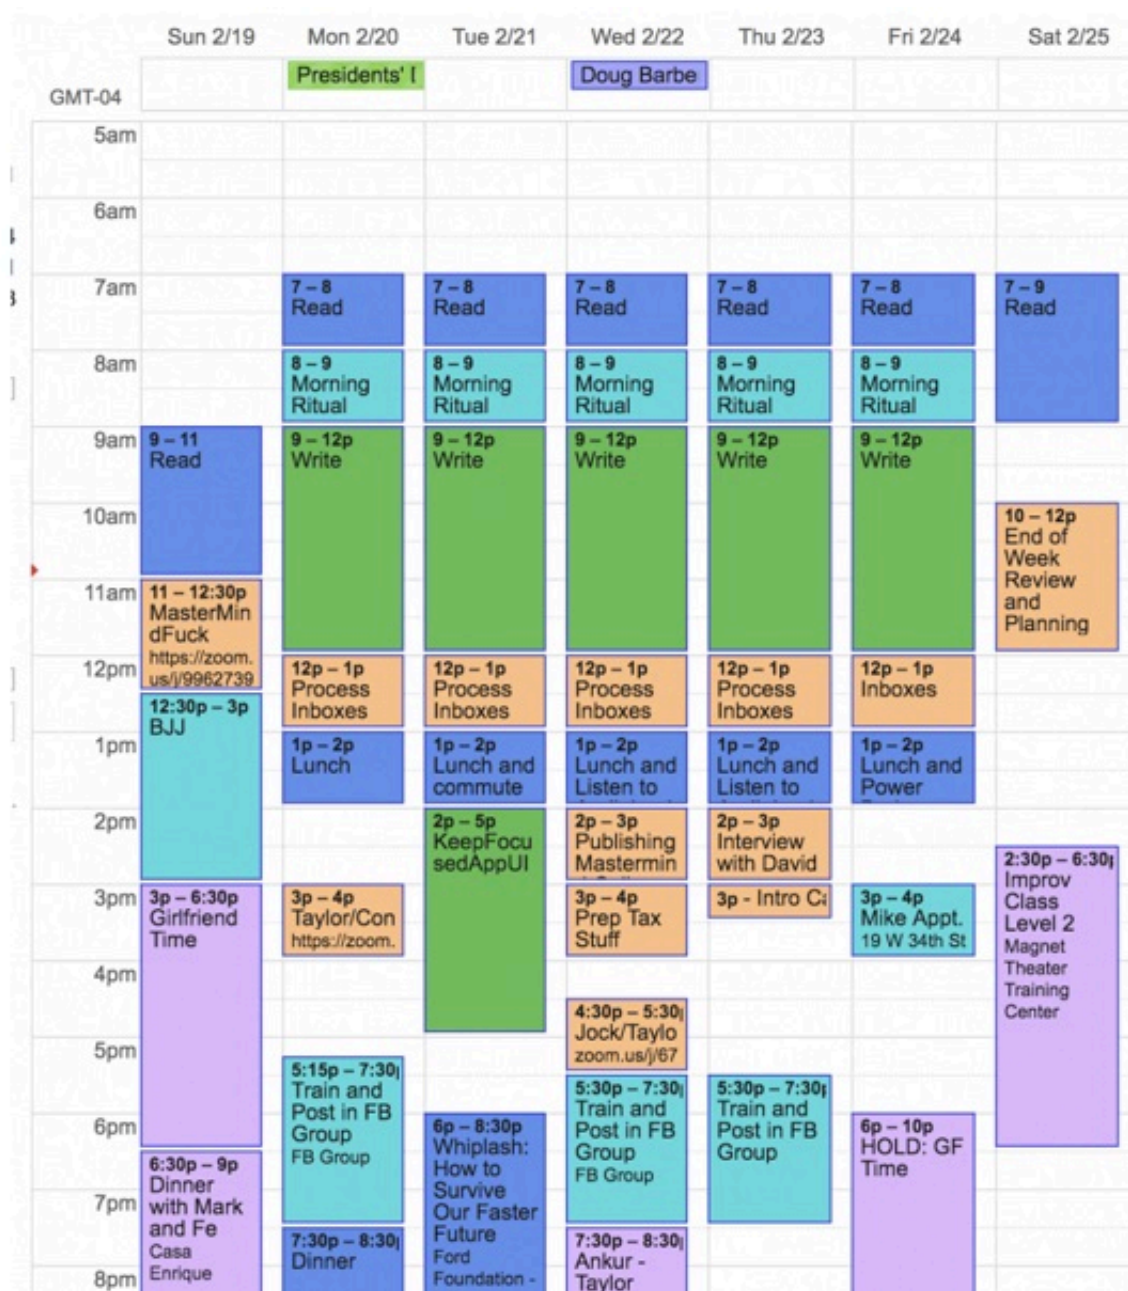 Sun 2/19 Mon 2/20 Tue 2/21 Wed 2/22 Thu 2/23 Fri 2/24 Sat 2/25
Presidents' Doug Barbe
GMT-04
5am
6am
7am
8am
9am
10am
11am
12pm
1pm
2pm
3pm
4pm
5pm
6pm
7pm
8pm
9 – 11
Read
11 – 12:30p
MasterMin
dFuck
https://zoom.
us/j/9962739
12:30p – 3p
BJJ
3p – 6:30p
Girlfriend
Time
6:30p – 9p
Dinner
with Mark
and Fe
Casa
Enrique
7 – 8
Read
8 – 9
Morning
Ritual
9 – 12p
Write
12p – 1p
Process
Inboxes
1p – 2p
Lunch
3p – 4p
Taylor/Con
https://zoom.
5:15p – 7:30
Train and
Post in FB
Group
FB Group
7:30p – 8:30
Dinner
7 – 8
Read
8 – 9
Morning
Ritual
9 – 12p
Write
12p – 1p
Process
Inboxes
1p – 2p
Lunch and
commute
2p – 5p
KeepFocu
sedAppUI
6p – 8:30p
Whiplash:
How to
Survive
Our Faster
Future
Ford
Foundation -
7 – 8
Read
8 – 9
Morning
Ritual
9 – 12p
Write
12p – 1p
Process
Inboxes
1p – 2p
Lunch and
Listen to
2p – 3p
Publishing
Mastermin
3p – 4p
Prep Tax
Stuff
4:30p – 5:30
Jock/Taylo
zoom.us/j/67
5:30p – 7:30
Train and
Post in FB
Group
FB Group
7:30p – 8:30
Ankur -
Taylor
7 – 8
Read
8 – 9
Morning
Ritual
9 – 12p
Write
12p – 1p
Process
Inboxes
1p – 2p
Lunch and
Listen to
2p – 3p
Interview
with David
3p - Intro
5:30p – 7:30
Train and
Post in FB
Group
7 – 8
Read
8 – 9
Morning
Ritual
9 – 12p
Write
12p – 1p
Inboxes
1p – 2p
Lunch and
Power
3p – 4p
Mike Appt.
19 W 34th St
6p – 10p
HOLD: GF
Time
7 – 9
Read
10 – 12p
End of
Week
Review
and
Planning
2:30p – 6:30
Improv
Class
Level 2
Magnet
Theater
Training
Center